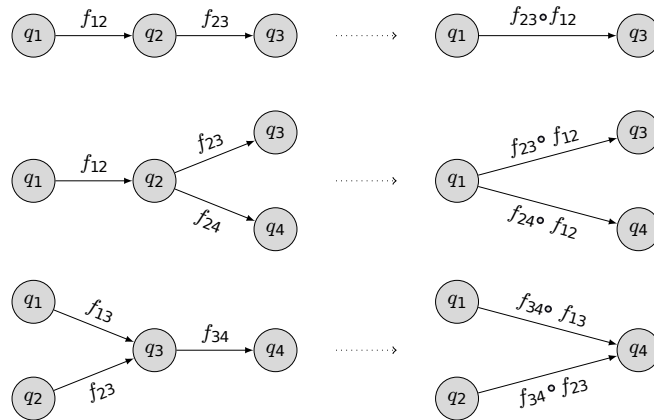 q₁ f₁₂ q₂ f₂₃ q₃ q₁ f₂₃∘f₁₂ q₃
f₂₃ q₃ f₂₃∘ f₁₂ q₃
q₁ f₁₂ q₂ q₁
f₂₄ q₄ f₂₄∘ f₁₂ q₄
q₁ f₁₃ q₁ f₃₄∘ f₁₃
q₃ f₃₄ q₄ q₄
q₂ f₂₃ q₂ f₃₄∘ f₂₃